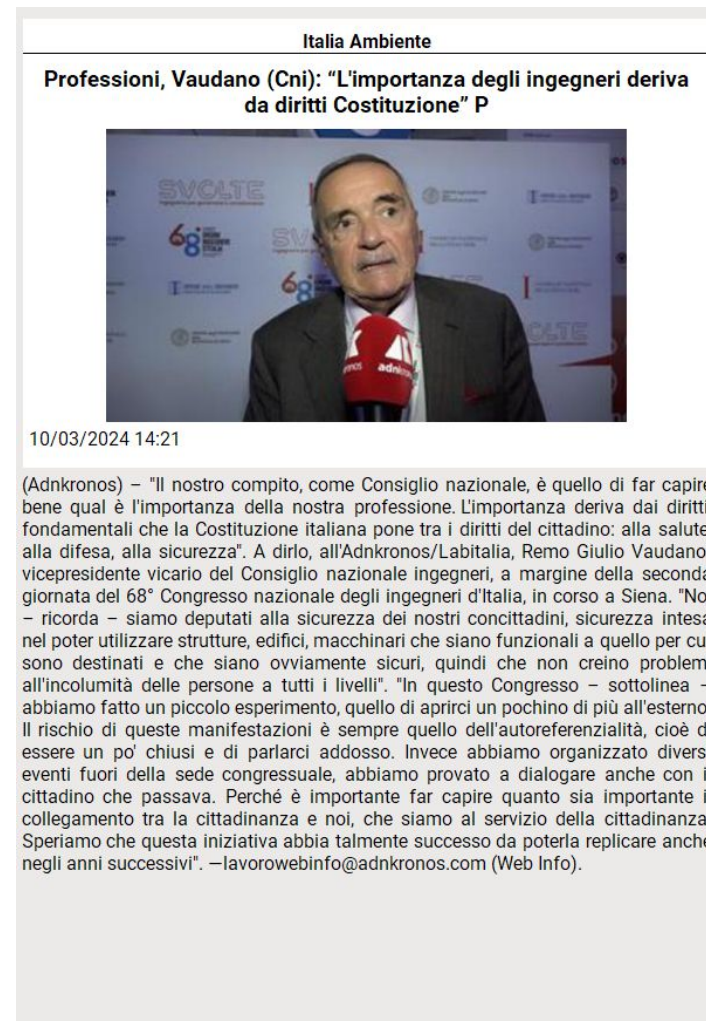 Italia Ambiente
Professioni, Vaudano (Cni): “L'importanza degli ingegneri deriva
da diritti Costituzione” P
SVOLTE
68
adnkronos
10/03/2024 14:21
(Adnkronos) – "Il nostro compito, come Consiglio nazionale, è quello di far capire
bene qual è l'importanza della nostra professione. L'importanza deriva dai diritti
fondamentali che la Costituzione italiana pone tra i diritti del cittadino: alla salute
alla difesa, alla sicurezza". A dirlo, all'Adnkronos/Labitalia, Remo Giulio Vaudano
vicepresidente vicario del Consiglio nazionale ingegneri, a margine della seconda
giornata del 68° Congresso nazionale degli ingegneri d'Italia, in corso a Siena. "No
– ricorda – siamo deputati alla sicurezza dei nostri concittadini, sicurezza intesa
nel poter utilizzare strutture, edifici, macchinari che siano funzionali a quello per cu
sono destinati e che siano ovviamente sicuri, quindi che non creino problem
all'incolumità delle persone a tutti i livelli". "In questo Congresso – sottolinea –
abbiamo fatto un piccolo esperimento, quello di aprirci un pochino di più all'esterno
Il rischio di queste manifestazioni è sempre quello dell'autoreferenzialità, cioè d
essere un po' chiusi e di parlarci addosso. Invece abbiamo organizzato divers
eventi fuori della sede congressuale, abbiamo provato a dialogare anche con i
cittadino che passava. Perché è importante far capire quanto sia importante i
collegamento tra la cittadinanza e noi, che siamo al servizio della cittadinanza
Speriamo che questa iniziativa abbia talmente successo da poterla replicare anche
negli anni successivi". —lavorowebinfo@adnkronos.com (Web Info).